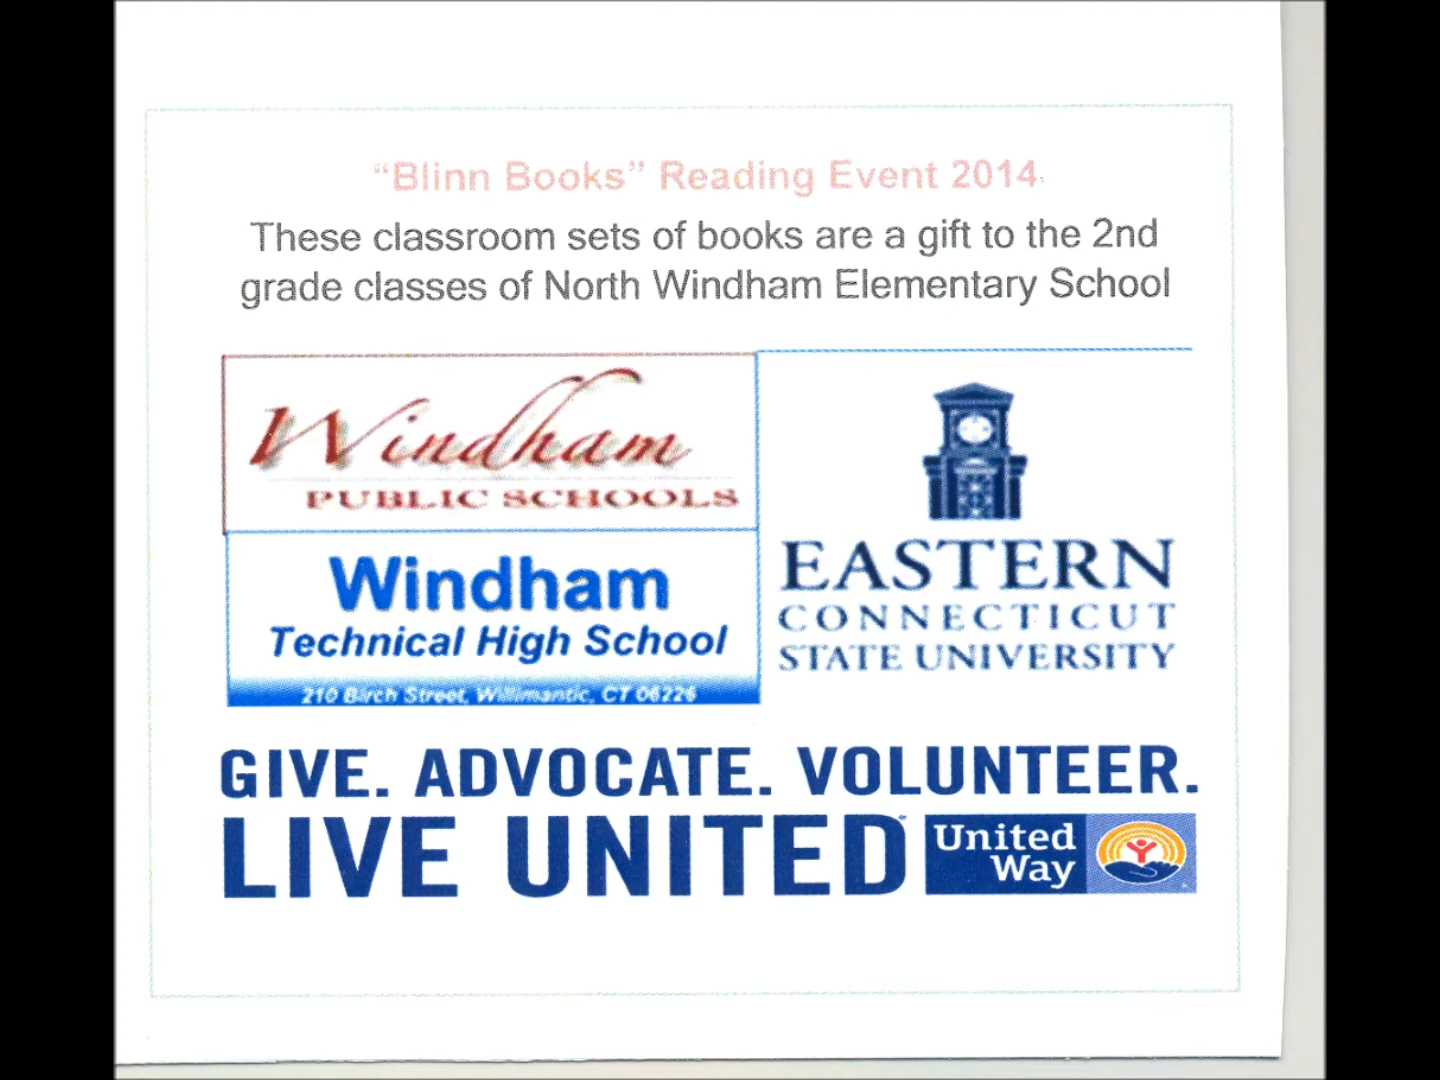 “Blinn Books” Reading Event 2014
These classroom sets of books are a gift to the 2nd
grade classes of North Windham Elementary School
Windham
PUBLIC SCHOOLS
Windham
Technical High School
210 Birch Street, Willimantic, CT 06226
EASTERN
CONNECTICUT
STATE UNIVERSITY
GIVE. ADVOCATE. VOLUNTEER.
LIVE UNITED
United
Way